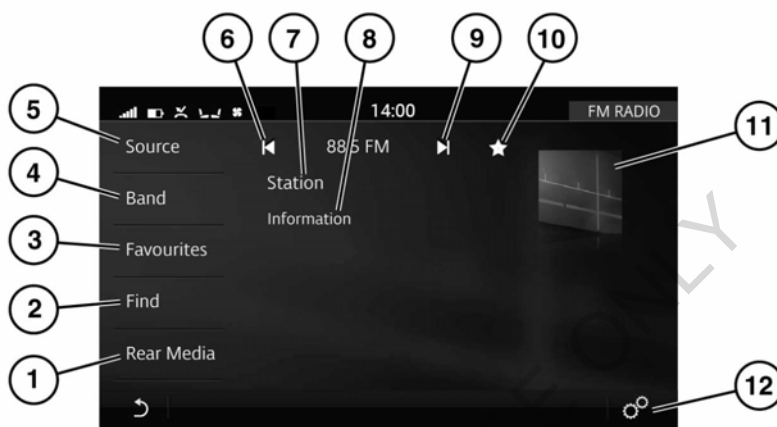 6 7 8 9 10
14:00 FM RADIO
5 Source 88.5 FM 11
Station
4 Band
Information
3 Favourites
2 Find
1 Rear Media
12
E ONLY